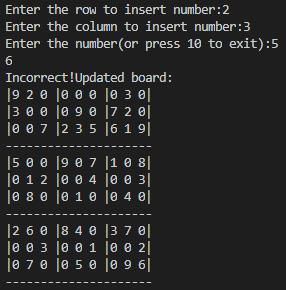 Enter the row to insert number:2
Enter the column to insert number:3
Enter the number(or press 10 to exit):5
6
Incorrect!Updated board:
|9 2 0 |0 0 0 |0 3 0|
|3 0 0 |0 9 0 |7 2 0|
|0 0 7 |2 3 5 |6 1 9|
----------------------
|5 0 0 |9 0 7 |1 0 8|
|0 1 2 |0 0 4 |0 0 3|
|0 8 0 |0 1 0 |0 4 0|
----------------------
|2 6 0 |8 4 0 |3 7 0|
|0 0 3 |0 0 1 |0 0 2|
|0 7 0 |0 5 0 |0 9 6|
----------------------